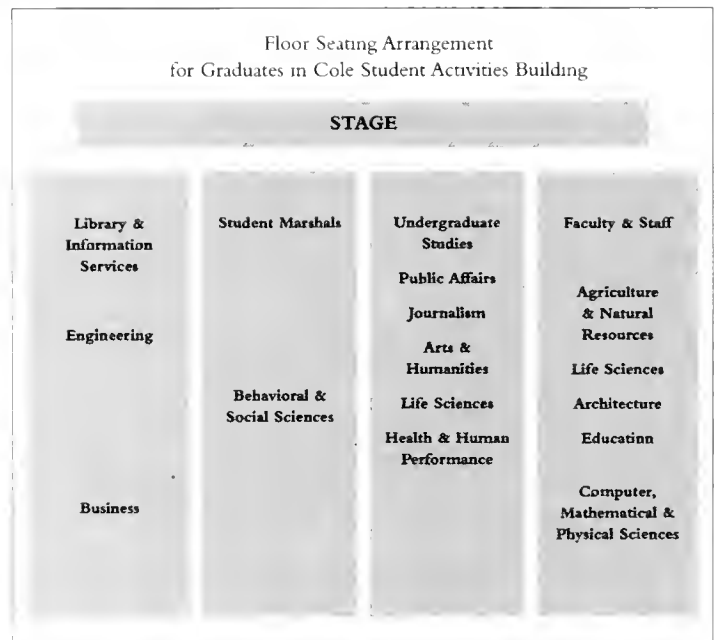 Floor Seating Arrangement
for Graduates in Cole Student Activities Building
STAGE
Library &
Information
Services
Engineering
Business
Student Marshals
Behavioral &
Social Sciences
Undergraduate
Studies
Public Affairs
Journalism
Arts &
Humanities
Life Sciences
Health & Human
Performance
Faculty & Staff
Agriculture
& Natural
Resources
Life Sciences
Architecture
Education
Computer,
Mathematical &
Physical Sciences